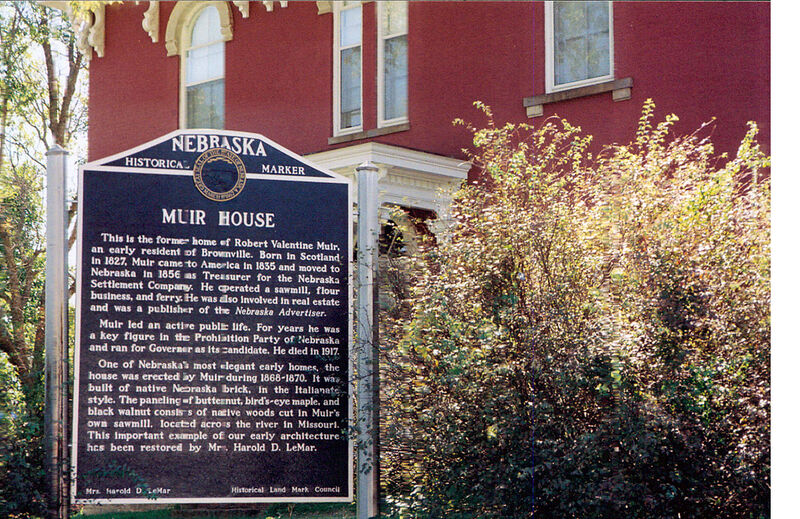 NEBRASKA
HISTORICAL MARKER
MUIR HOUSE
This is the former home of Robert Valentine Muir,
an early resident of Brownville. Born in Scotland
in 1827, Muir came to America in 1835 and moved to
Nebraska in 1856 as Treasurer for the Nebraska
Settlement Company. He operated a sawmill, flour
business, and ferry. He was also involved in real estate
and was a publisher of the Nebraska Advertiser.
Muir led an active public life. For years he was
a key figure in the Prohibition Party of Nebraska
and ran for Governor as its candidate. He died in 1917.
One of Nebraska's most elegant early homes, the
house was erected by Muir during 1868-1870. It was
built of native Nebraska brick, in the Italianate
style. The paneling of butternut, bird's-eye maple, and
black walnut consists of native woods cut in Muir's
own sawmill, located across the river in Missouri.
This important example of our early architecture
has been restored by Mrs. Harold D. LeMar.
Mrs. Harold D. LeMar Historical Land Mark Council